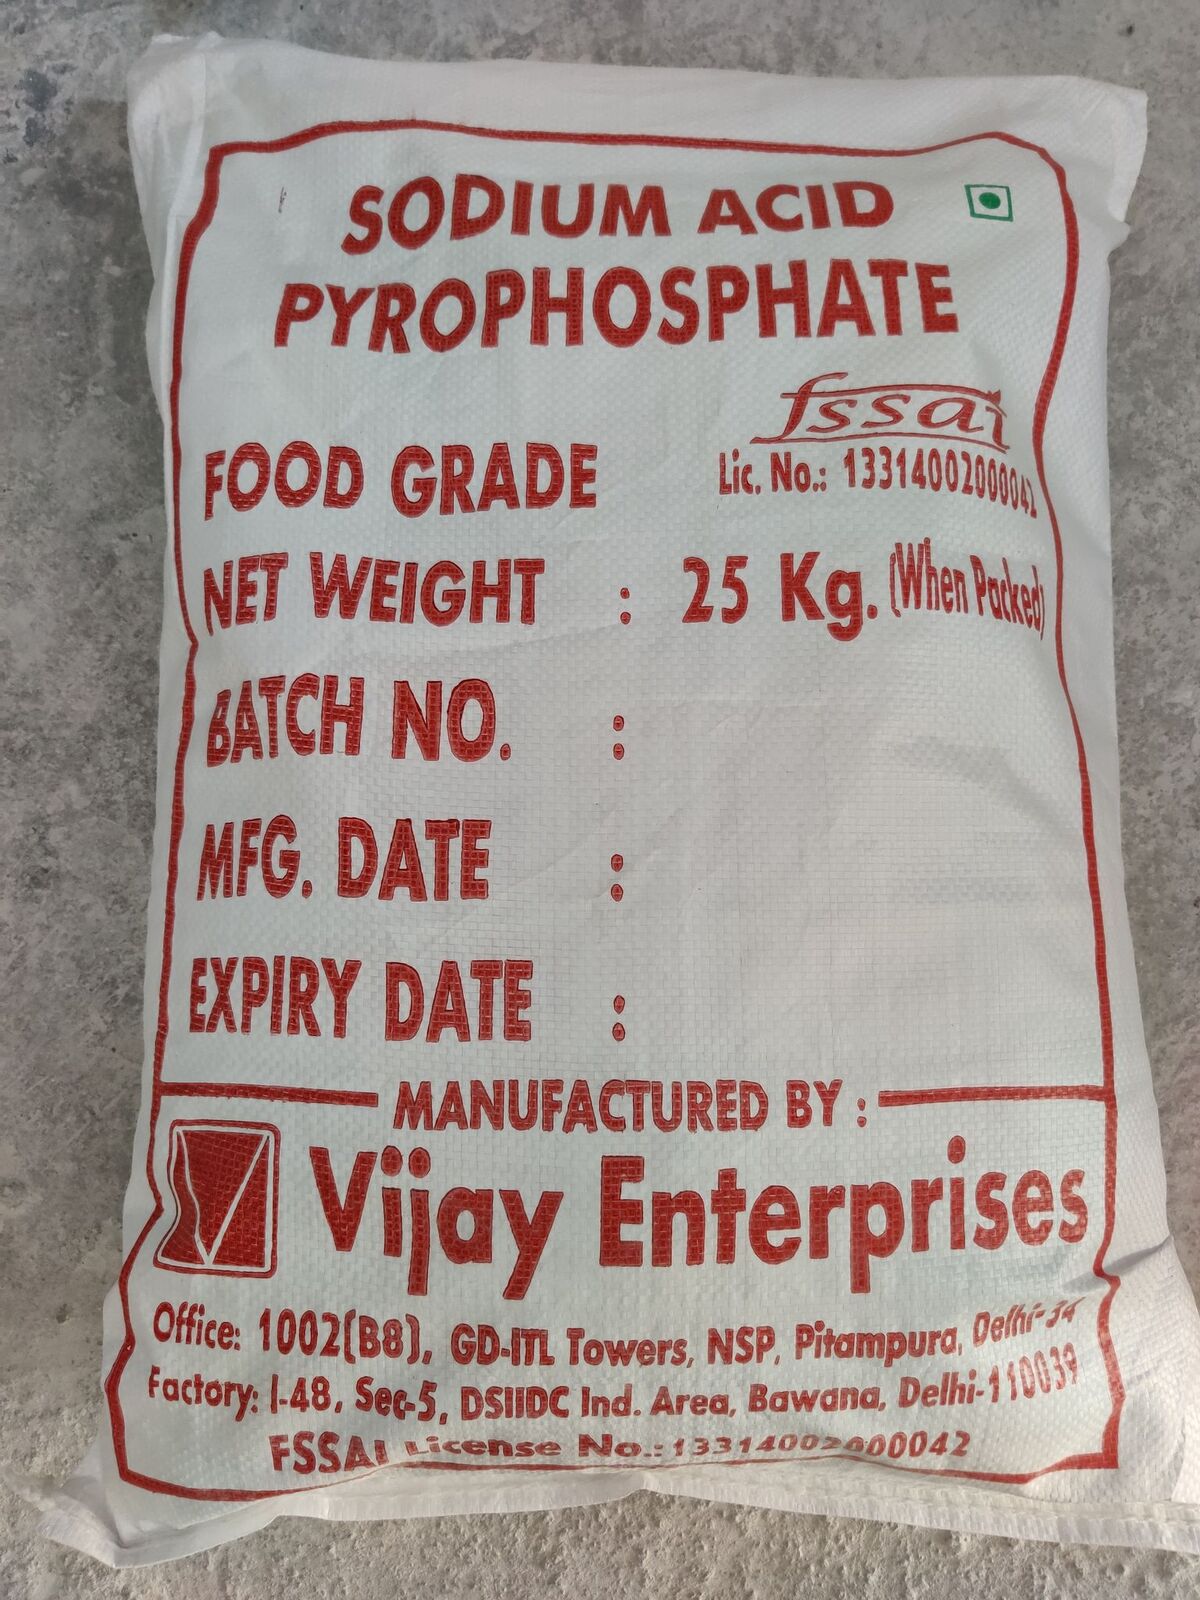 SODIUM ACID
PYROPHOSPHATE
fssai
Lic. No.: 13314002000042
FOOD GRADE
NET WEIGHT : 25 Kg. (When Packed)
BATCH NO. :
MFG. DATE :
EXPIRY DATE :
MANUFACTURED BY :
Vijay Enterprises
Office: 1002(B8), GD-ITL Towers, NSP, Pitampura, Delhi-34
Factory: I-48, Sec-5, DSIIDC Ind. Area, Bawana, Delhi-110039
FSSAI License No.: 13314002000042